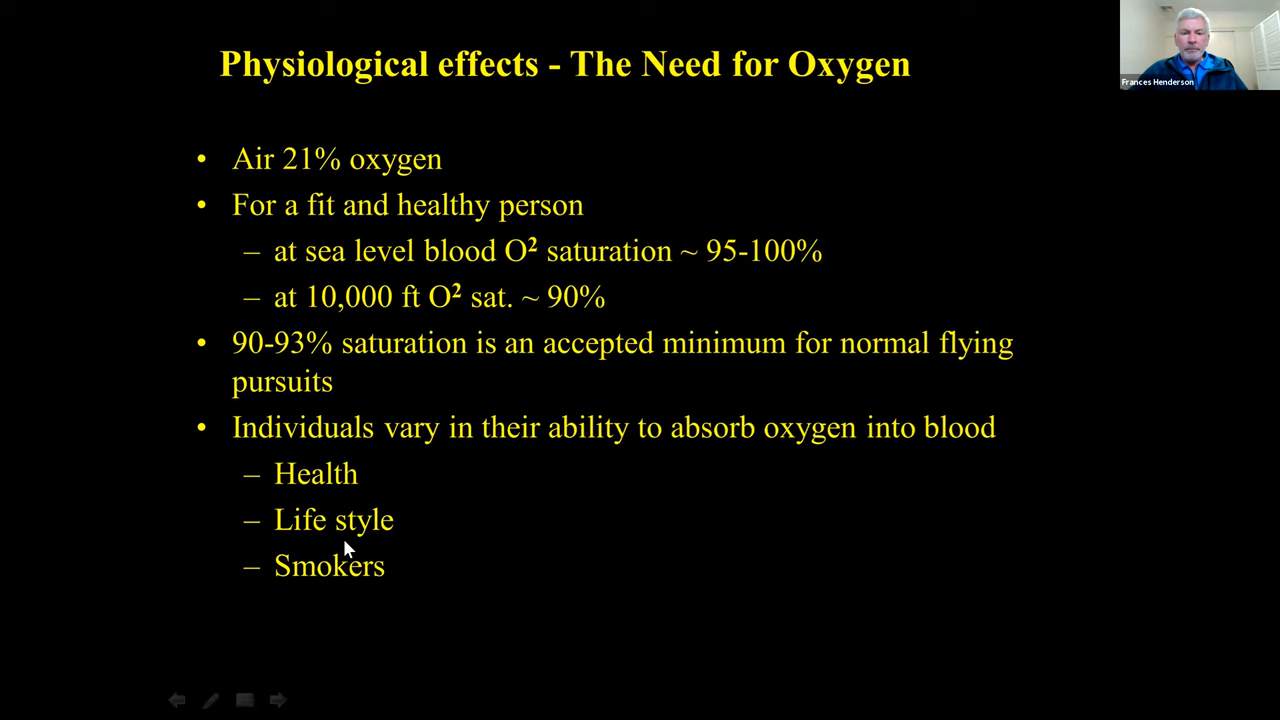 Physiological effects - The Need for Oxygen
Frances Henderson
• Air 21% oxygen
• For a fit and healthy person
– at sea level blood O² saturation ~ 95-100%
– at 10,000 ft O² sat. ~ 90%
• 90-93% saturation is an accepted minimum for normal flying
pursuits
• Individuals vary in their ability to absorb oxygen into blood
– Health
– Life style
– Smokers